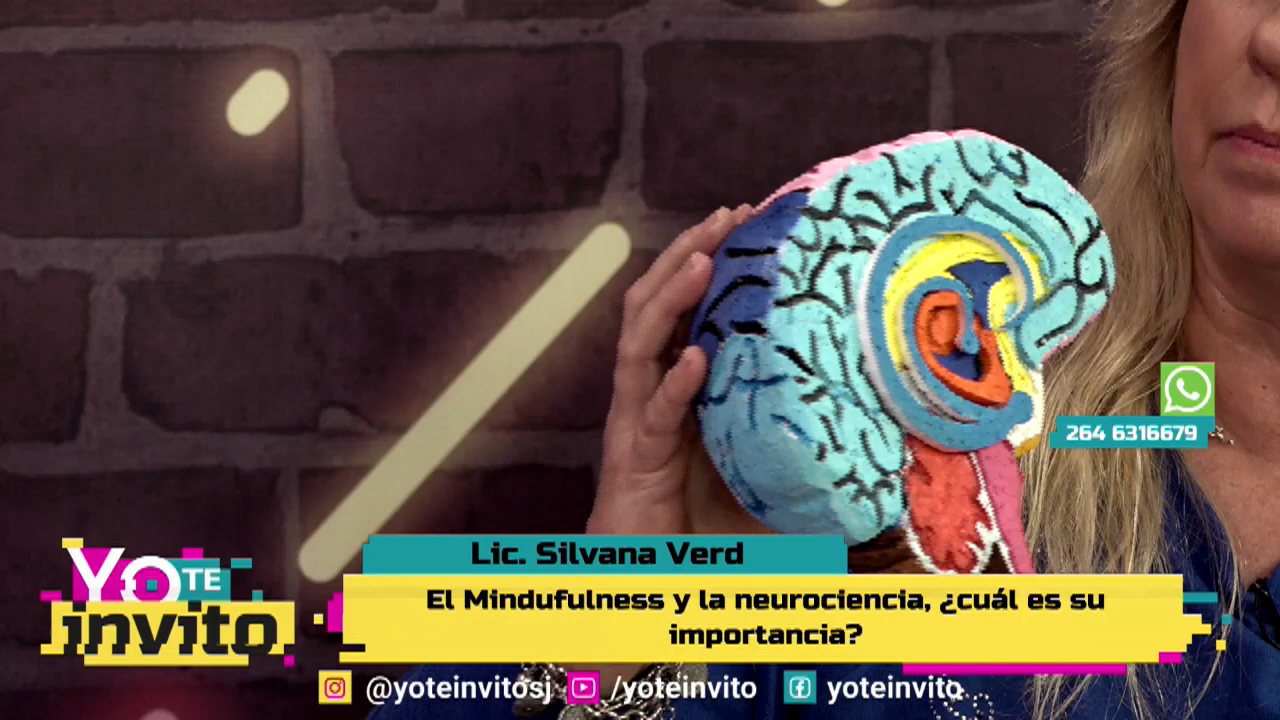 264 6316679
Lic. Silvana Verd
YO TE
invito
El Mindufulness y la neurociencia, ¿cuál es su
importancia?
@yoteinvitosj /yoteinvito yoteinvito